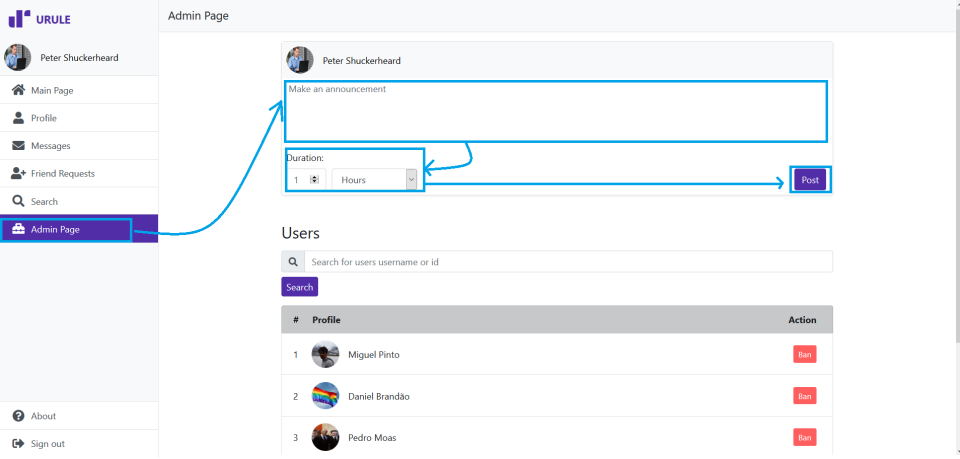 URULE
Admin Page
Peter Shuckerheard
Main Page
Profile
Messages
Friend Requests
Search
Admin Page
About
Sign out
Peter Shuckerheard
Make an announcement
Duration:
1 Hours
Post
Users
Search for users username or id
Search
# Profile Action
1 Miguel Pinto Ban
2 Daniel Brandão Ban
3 Pedro Moas Ban